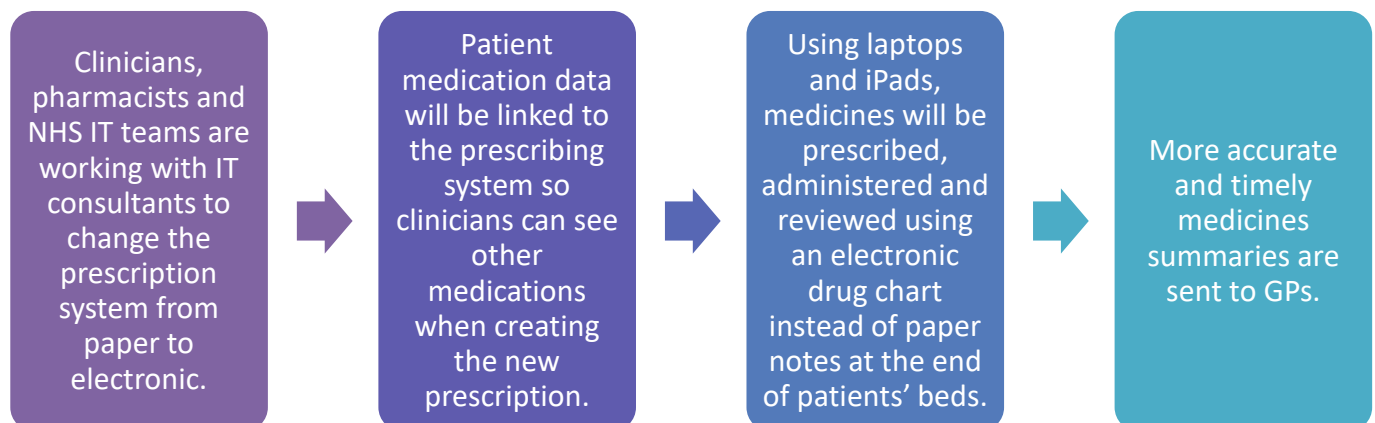 Clinicians,
pharmacists and
NHS IT teams are
working with IT
consultants to
change the
prescription
system from
paper to
electronic.
Patient
medication data
will be linked to
the prescribing
system so
clinicians can see
other
medications
when creating
the new
prescription.
Using laptops
and iPads,
medicines will be
prescribed,
administered and
reviewed using
an electronic
drug chart
instead of paper
notes at the end
of patients’ beds.
More accurate
and timely
medicines
summaries are
sent to GPs.